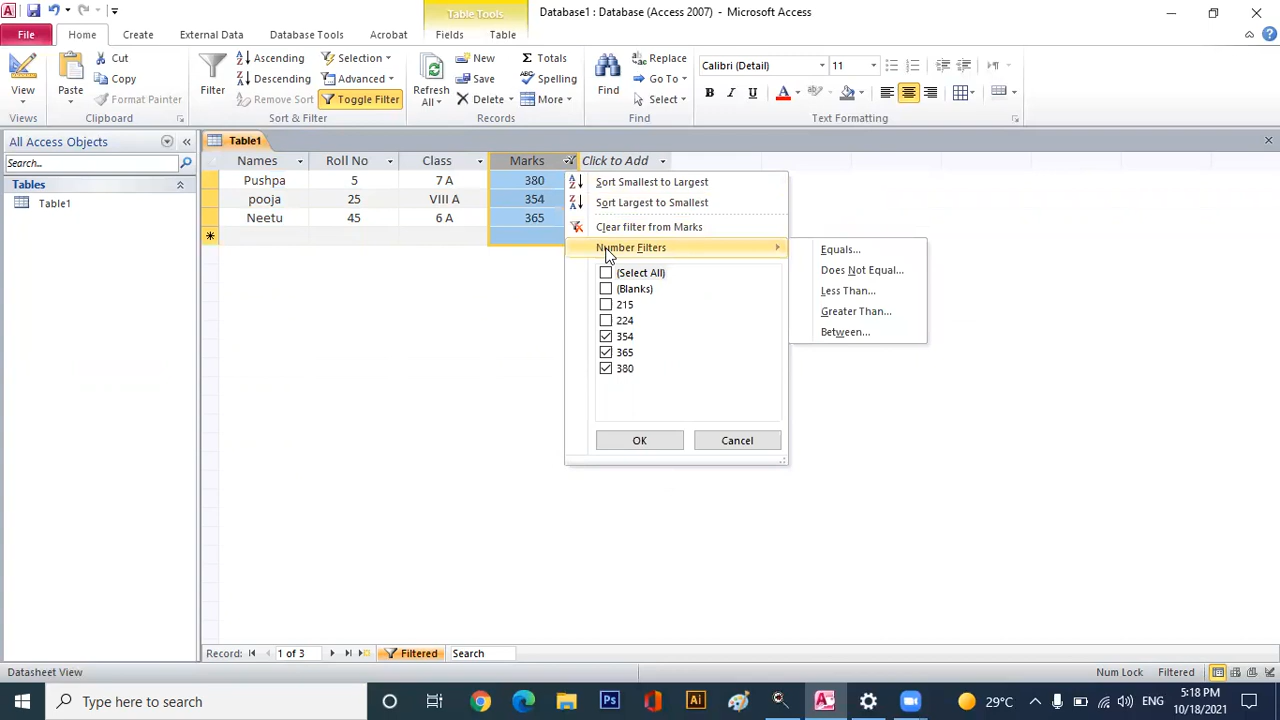 Table Tools
Database1 : Database (Access 2007) - Microsoft Access
File Home Create External Data Database Tools Acrobat Fields Table
View
Views
Paste
Cut
Copy
Format Painter
Clipboard
Filter
Ascending
Descending
Remove Sort
Selection
Advanced
Toggle Filter
Sort & Filter
Refresh All
New
Save
Delete
Totals
Spelling
More
Records
Find
Replace
Go To
Select
Find
Calibri (Detail) 11
B I U A
Text Formatting
All Access Objects
Search...
Tables
Table1
Table1
Names Roll No Class Marks Click to Add
Pushpa 5 7 A 380
pooja 25 VIII A 354
Neetu 45 6 A 365
Sort Smallest to Largest
Sort Largest to Smallest
Clear filter from Marks
Number Filters
(Select All)
(Blanks)
215
224
354
365
380
OK Cancel
Equals...
Does Not Equal...
Less Than...
Greater Than...
Between...
Record: 1 of 3 Filtered Search
Datasheet View Num Lock Filtered
Type here to search
Ps Ai A
29°C ENG
5:18 PM
10/18/2021